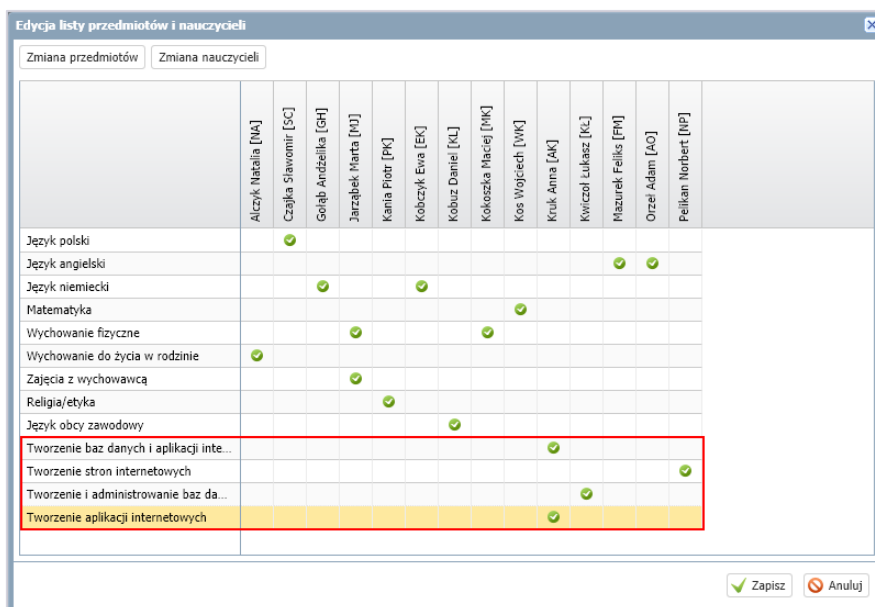 Edycja listy przedmiotów i nauczycieli
Zmiana przedmiotów Zmiana nauczycieli
Alczyk Natalia [NA]
Czajka Sławomir [SC]
Gołąb Andżelika [GH]
Jarząbek Marta [MJ]
Kania Piotr [PK]
Kobczyk Ewa [EK]
Kobuz Daniel [KL]
Kokoszka Maciej [MK]
Kos Wojciech [WK]
Kruk Anna [AK]
Kwiczoł Łukasz [KŁ]
Mazurek Feliks [FM]
Orzeł Adam [AO]
Pelikan Norbert [NP]
Język polski
Język angielski
Język niemiecki
Matematyka
Wychowanie fizyczne
Wychowanie do życia w rodzinie
Zajęcia z wychowawcą
Religia/etyka
Język obcy zawodowy
Tworzenie baz danych i aplikacji inte...
Tworzenie stron internetowych
Tworzenie i administrowanie baz da...
Tworzenie aplikacji internetowych
Zapisz Anuluj